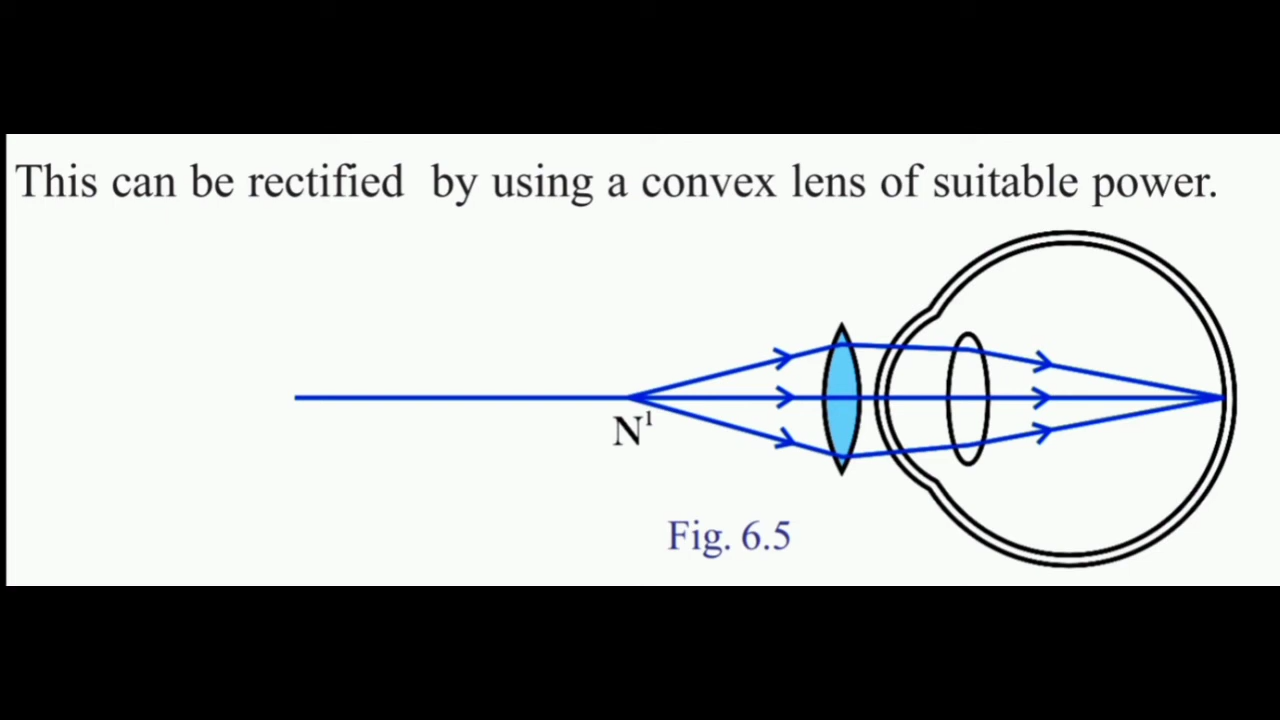 This can be rectified by using a convex lens of suitable power.
N¹
Fig. 6.5